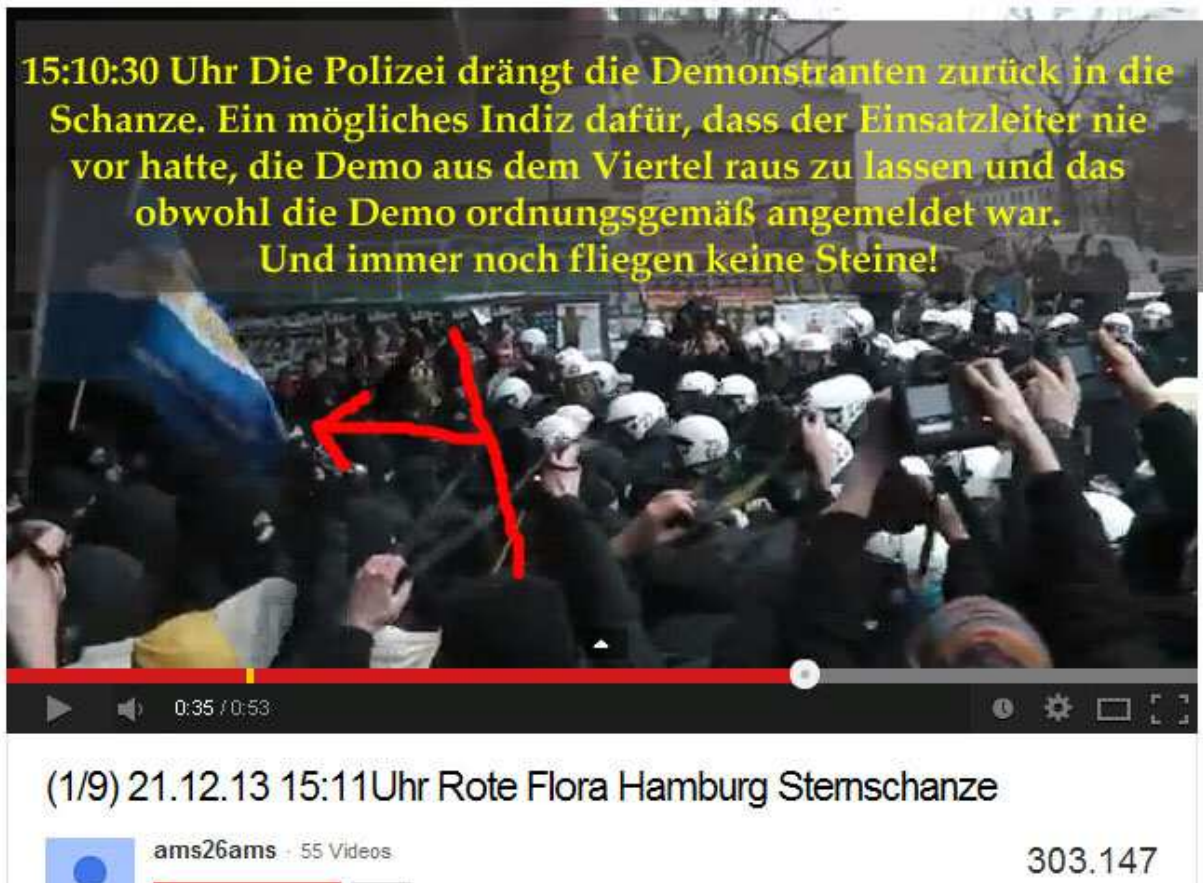 15:10:30 Uhr Die Polizei drängt die Demonstranten zurück in die
Schanze. Ein mögliches Indiz dafür, dass der Einsatzleiter nie
vor hatte, die Demo aus dem Viertel raus zu lassen und das
obwohl die Demo ordnungsgemäß angemeldet war.
Und immer noch fliegen keine Steine!
0:35 / 0:53
(1/9) 21.12.13 15:11Uhr Rote Flora Hamburg Sternschanze
ams26ams · 55 Videos
303.147